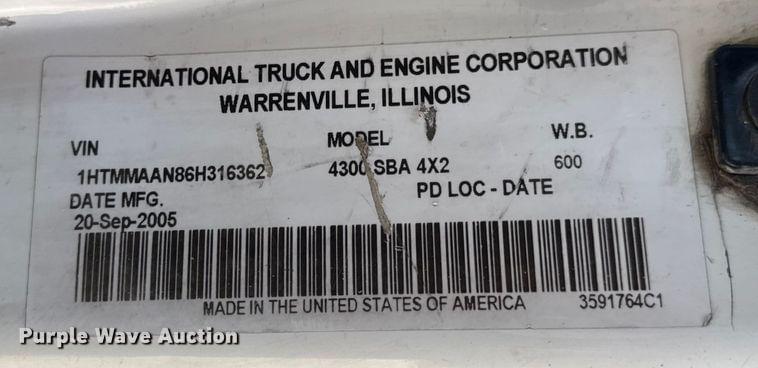 INTERNATIONAL TRUCK AND ENGINE CORPORATION
WARRENVILLE, ILLINOIS
VIN MODEL W.B.
1HTMMAAN86H316362 4300 SBA 4X2 600
DATE MFG. PD LOC - DATE
20-Sep-2005
MADE IN THE UNITED STATES OF AMERICA 3591764C1
Purple Wave Auction